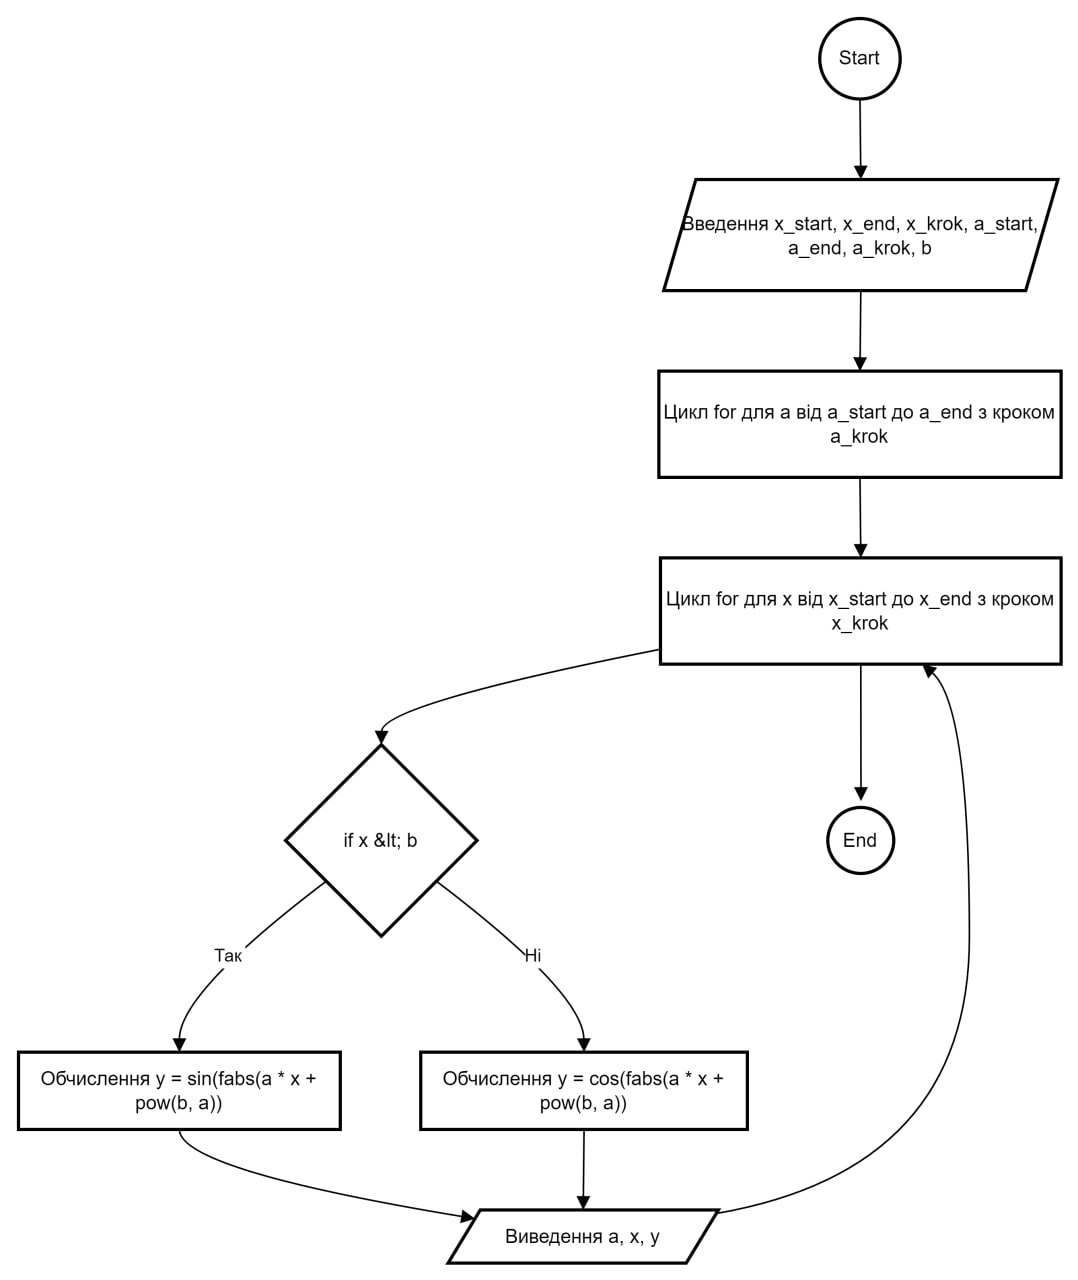 Start
Введення x_start, x_end, x_krok, a_start,
a_end, a_krok, b
Цикл for для a від a_start до a_end з кроком
a_krok
Цикл for для x від x_start до x_end з кроком
x_krok
if x &lt; b
End
Так
Ні
Обчислення y = sin(fabs(a * x +
pow(b, a))
Обчислення y = cos(fabs(a * x +
pow(b, a))
Виведення a, x, y